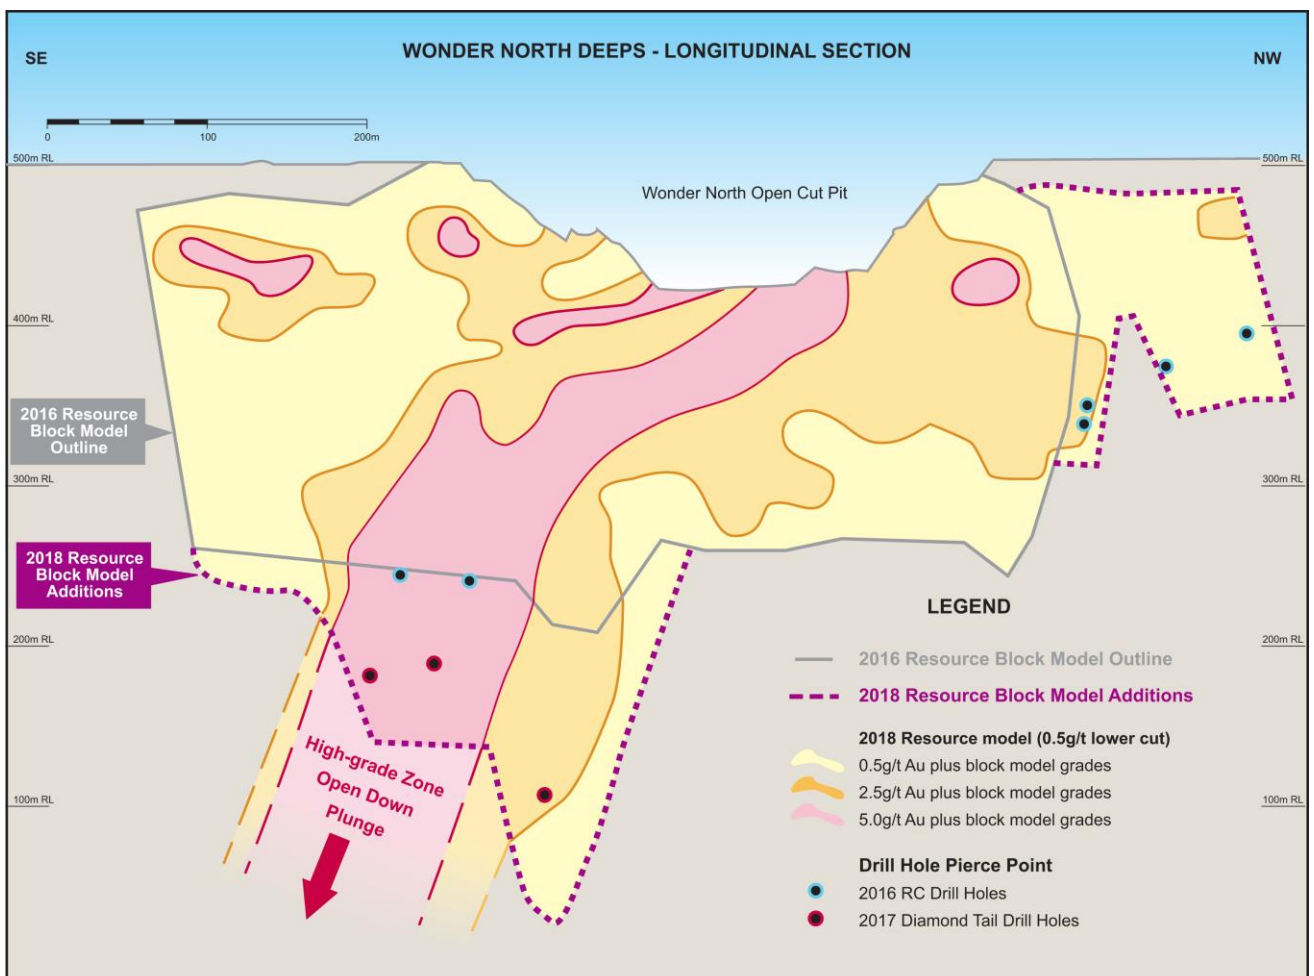 WONDER NORTH DEEPS - LONGITUDINAL SECTION
SE
NW
0
100
200m
500m RL
500m RL
Wonder North Open Cut Pit
400m RL
400m RL
2016 Resource
Block Model
Outline
300m RL
300m RL
2018 Resource
Block Model
Additions
200m RL
200m RL
High-grade Zone
Open Down
Plunge
100m RL
100m RL
LEGEND
2016 Resource Block Model Outline
2018 Resource Block Model Additions
2018 Resource model (0.5g/t lower cut)
0.5g/t Au plus block model grades
2.5g/t Au plus block model grades
5.0g/t Au plus block model grades
Drill Hole Pierce Point
2016 RC Drill Holes
2017 Diamond Tail Drill Holes